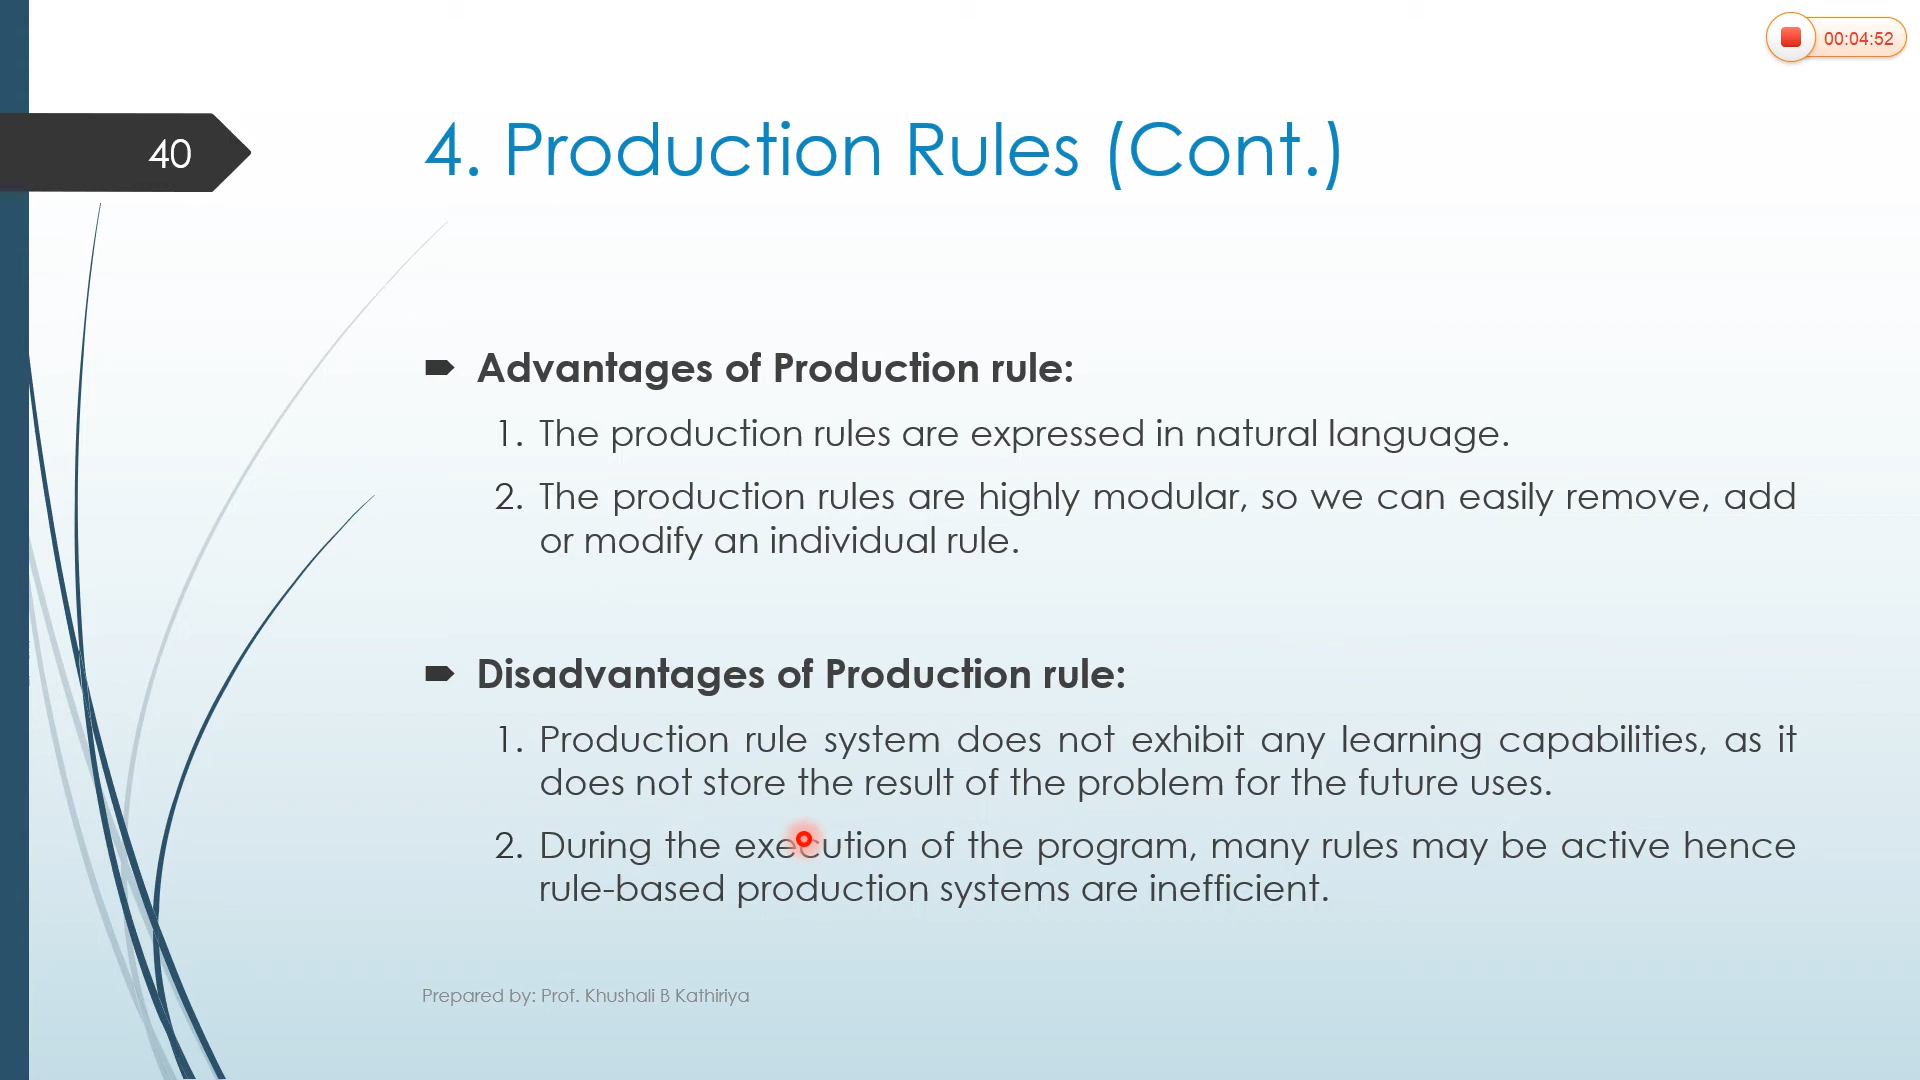 00:04:52
40
4. Production Rules (Cont.)
Advantages of Production rule:
1. The production rules are expressed in natural language.
2. The production rules are highly modular, so we can easily remove, add
or modify an individual rule.
Disadvantages of Production rule:
1. Production rule system does not exhibit any learning capabilities, as it
does not store the result of the problem for the future uses.
2. During the execution of the program, many rules may be active hence
rule-based production systems are inefficient.
Prepared by: Prof. Khushali B Kathiriya